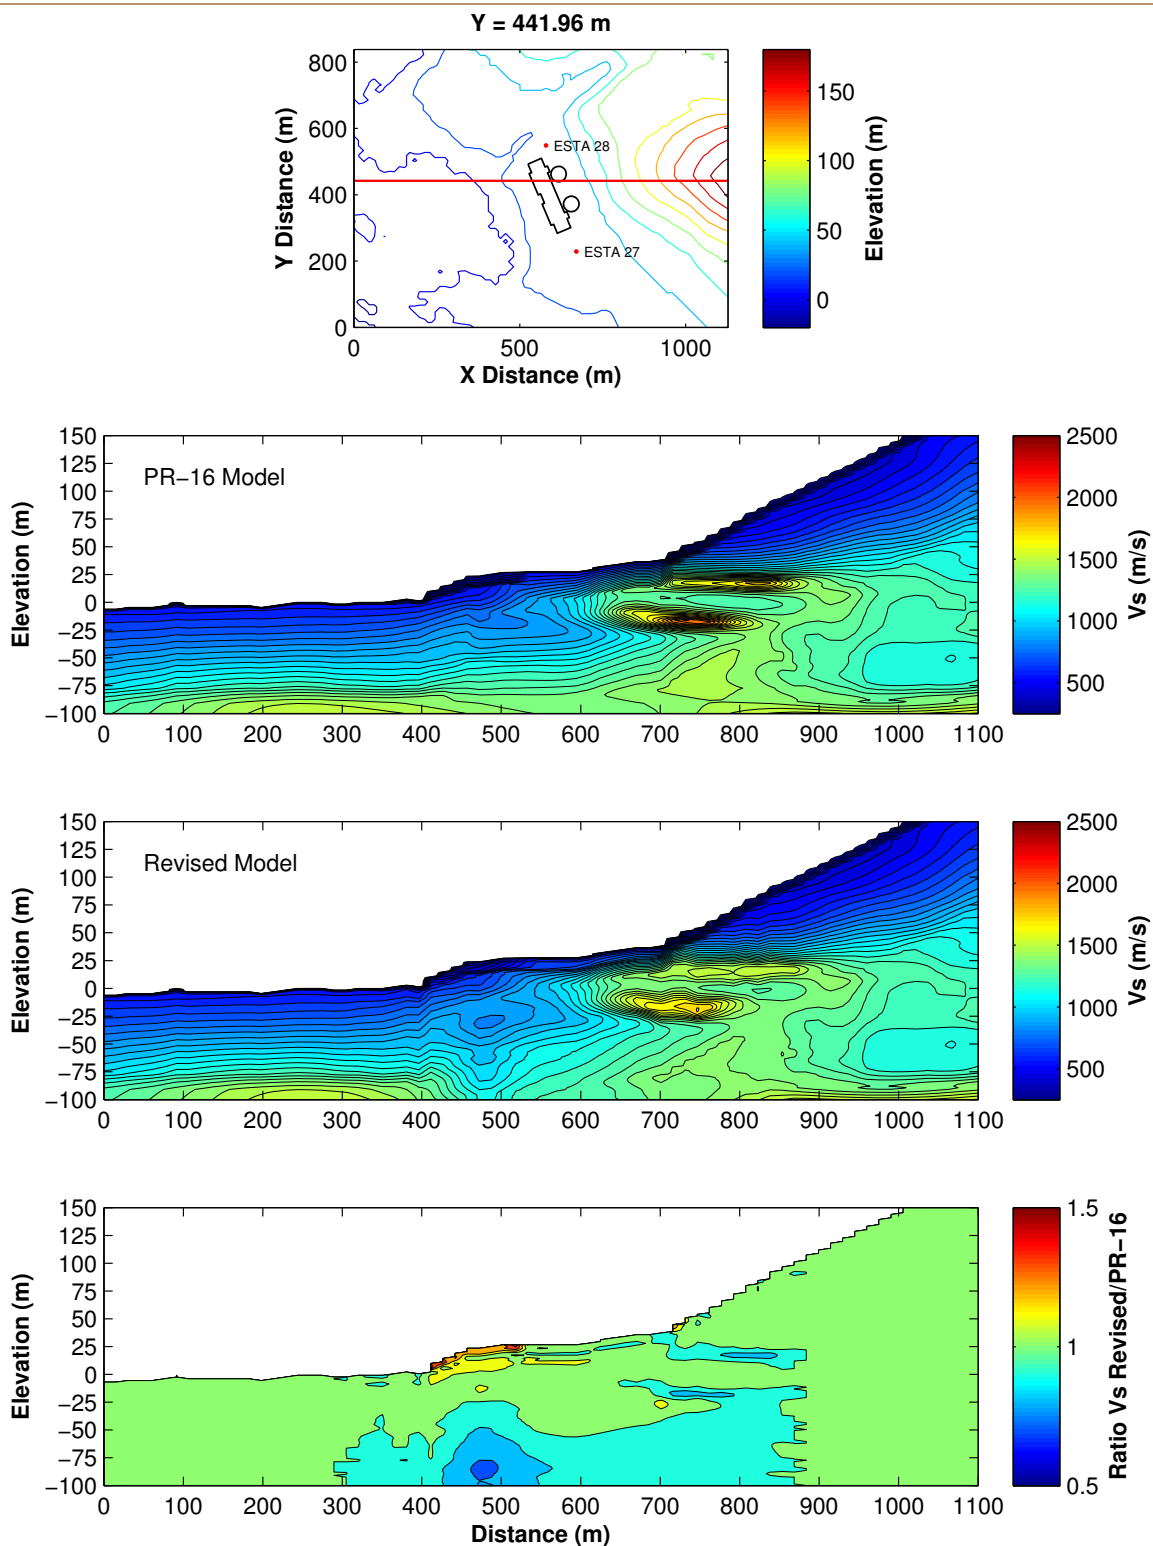 Y = 441.96 m
800
600
400
200
0
Y Distance (m)
ESTA 28
ESTA 27
0 500 1000
X Distance (m)
150
100
50
0
Elevation (m)
150
125
100
75
50
25
0
−25
−50
−75
−100
Elevation (m)
PR−16 Model
0 100 200 300 400 500 600 700 800 900 1000 1100
2500
2000
1500
1000
500
Vs (m/s)
150
125
100
75
50
25
0
−25
−50
−75
−100
Elevation (m)
Revised Model
0 100 200 300 400 500 600 700 800 900 1000 1100
2500
2000
1500
1000
500
Vs (m/s)
150
125
100
75
50
25
0
−25
−50
−75
−100
Elevation (m)
0 100 200 300 400 500 600 700 800 900 1000 1100
Distance (m)
1.5
1
0.5
Ratio Vs Revised/PR−16